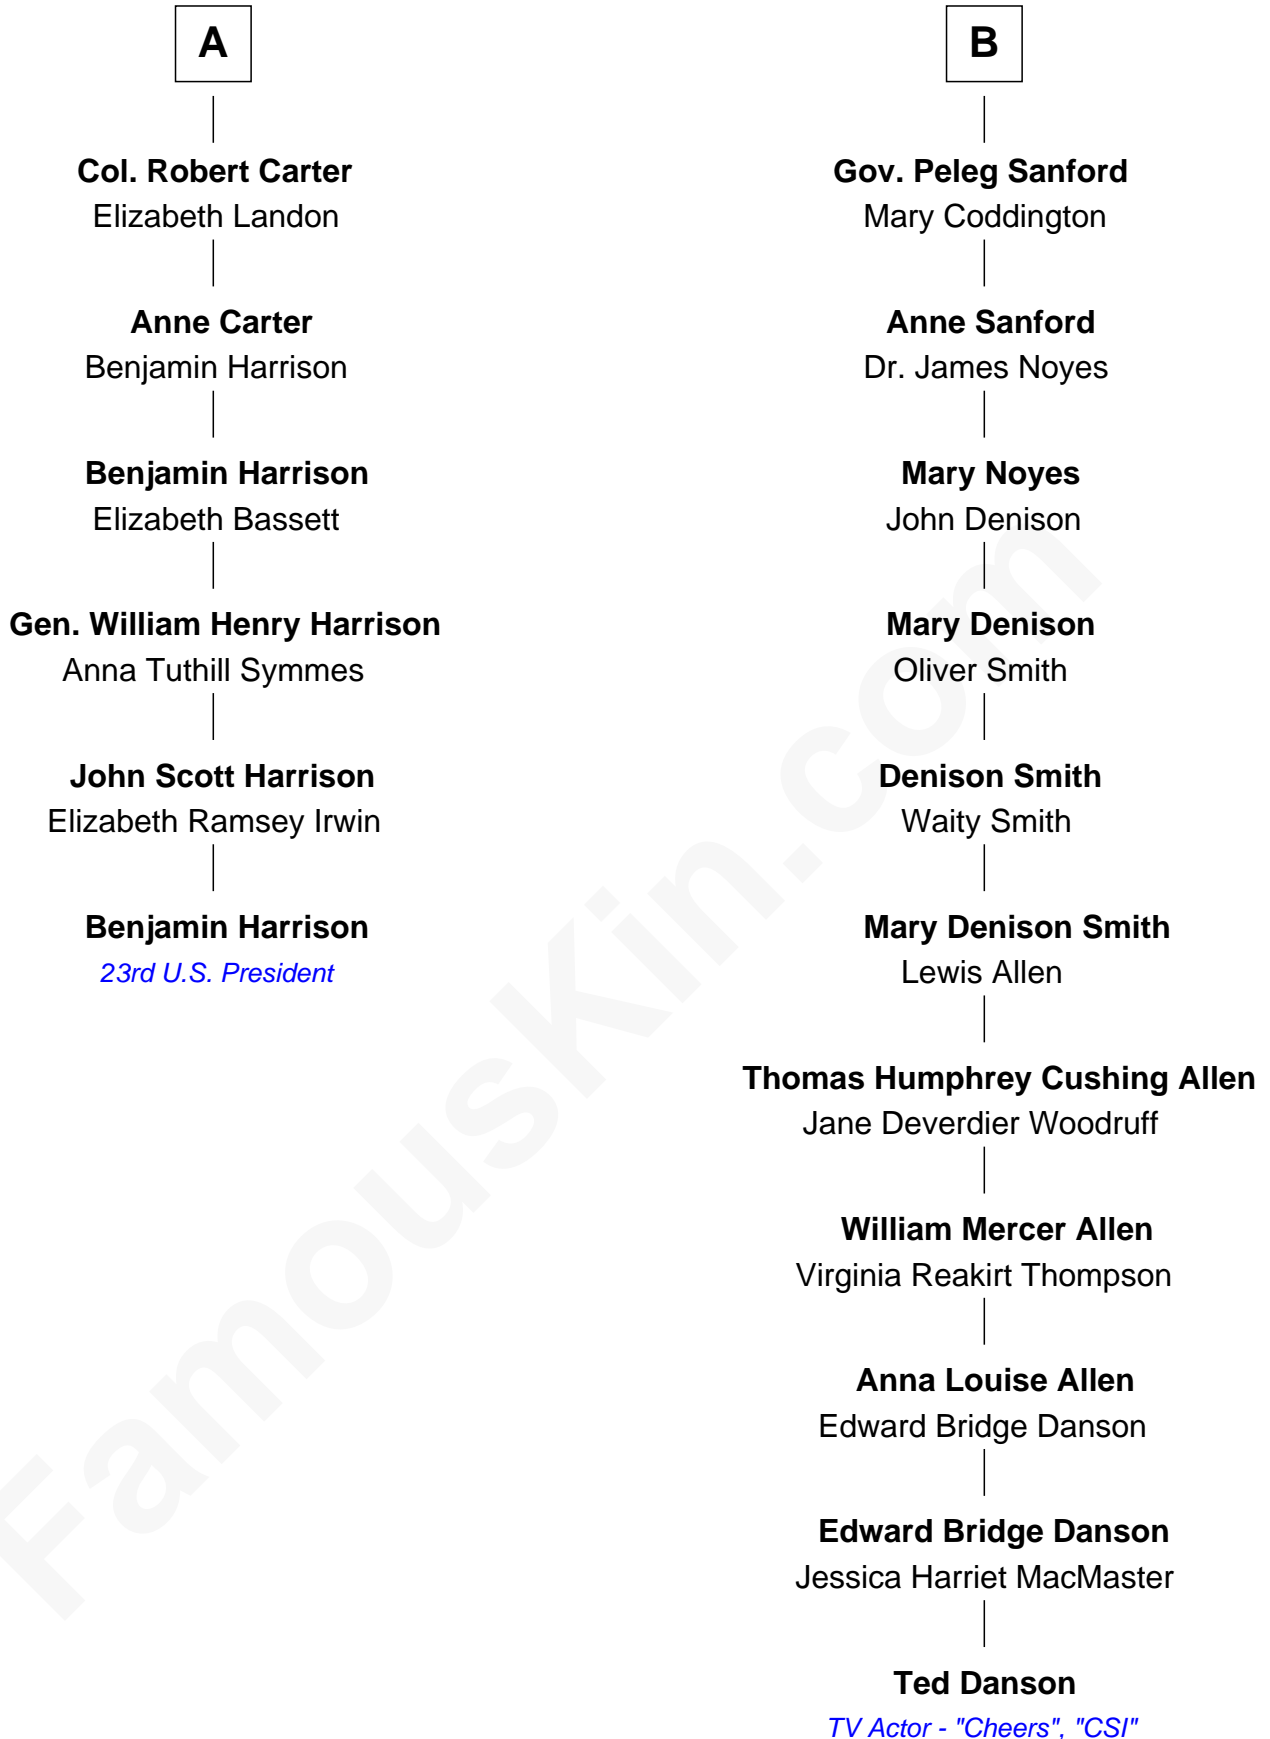 A
Col. Robert Carter
Elizabeth Landon
Anne Carter
Benjamin Harrison
Benjamin Harrison
Elizabeth Bassett
Gen. William Henry Harrison
Anna Tuthill Symmes
John Scott Harrison
Elizabeth Ramsey Irwin
Benjamin Harrison
23rd U.S. President
B
Gov. Peleg Sanford
Mary Coddington
Anne Sanford
Dr. James Noyes
Mary Noyes
John Denison
Mary Denison
Oliver Smith
Denison Smith
Waity Smith
Mary Denison Smith
Lewis Allen
Thomas Humphrey Cushing Allen
Jane Deverdier Woodruff
William Mercer Allen
Virginia Reakirt Thompson
Anna Louise Allen
Edward Bridge Danson
Edward Bridge Danson
Jessica Harriet MacMaster
Ted Danson
TV Actor - "Cheers", "CSI"
FamousKin.com